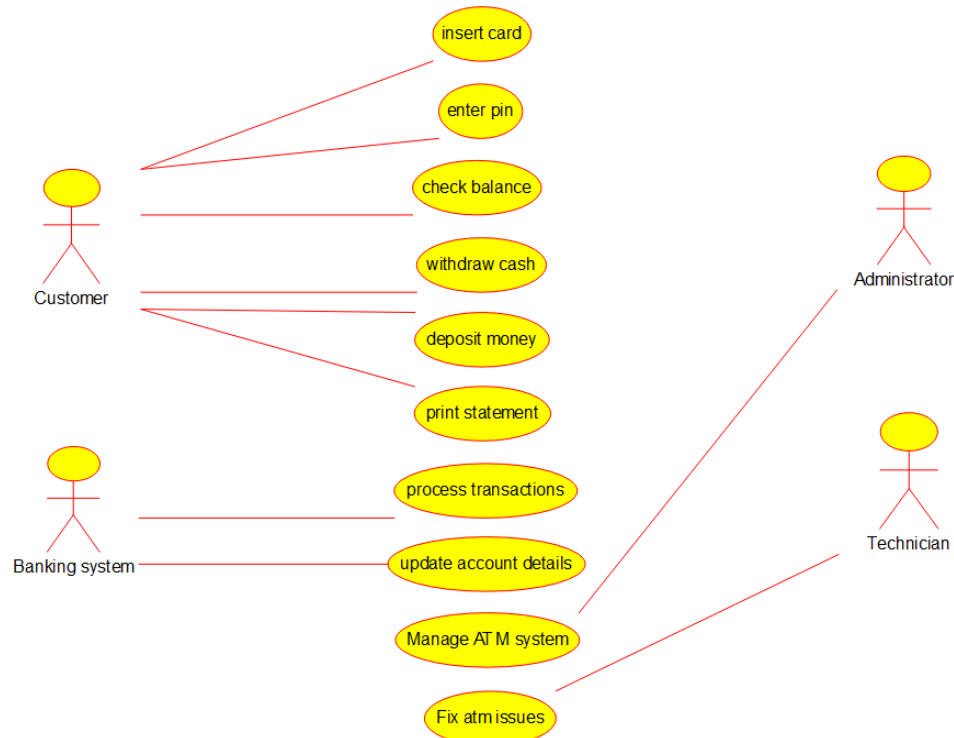 insert card
enter pin
check balance
withdraw cash
deposit money
print statement
process transactions
update account details
Manage ATM system
Fix atm issues
Customer
Banking system
Administrator
Technician